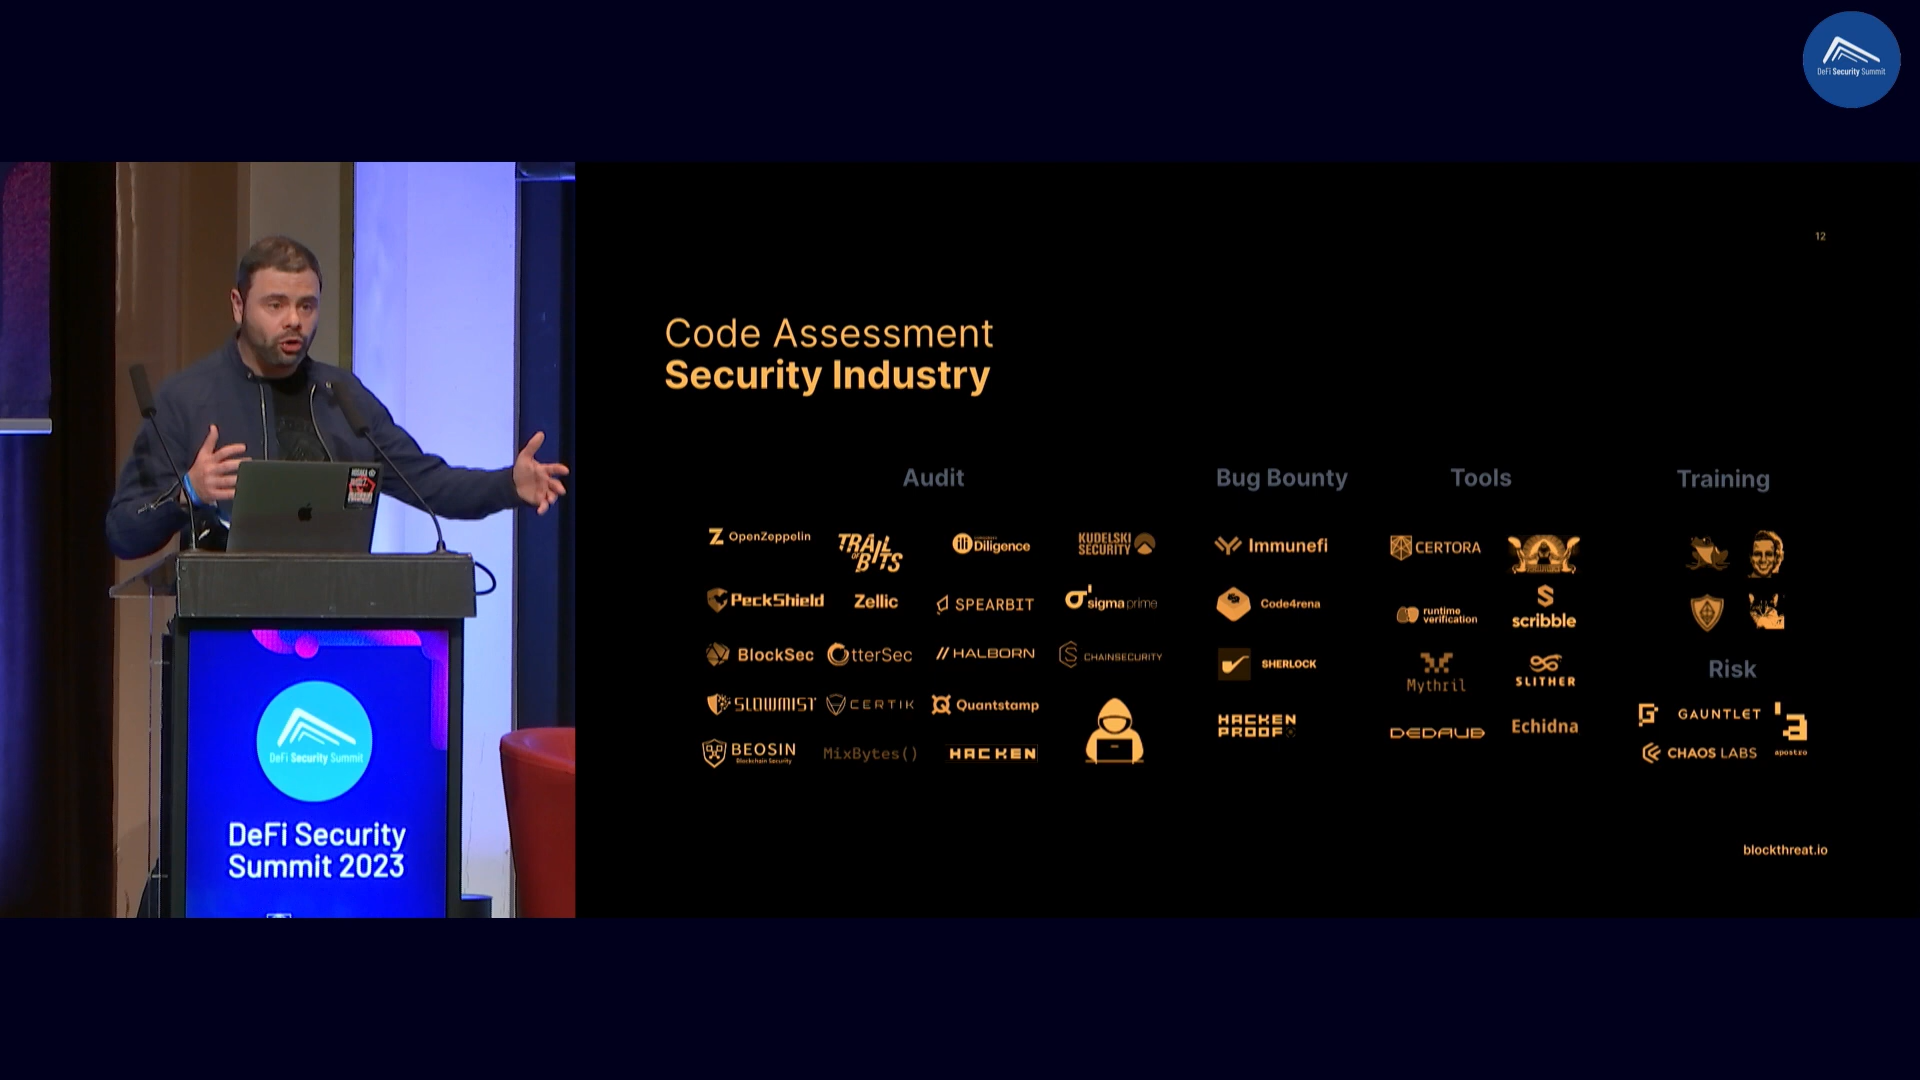 DeFi Security Summit
12
Code Assessment
Security Industry
Audit
Bug Bounty
Tools
Training
OpenZeppelin
TRAIL OF BITS
Diligence
KUDELSKI SECURITY
Immunefi
CERTORA
PeckShield
Zellic
SPEARBIT
sigma prime
Code4rena
runtime verification
scribble
BlockSec
OtterSec
HALBORN
CHAINSECURITY
SHERLOCK
Mythril
SLITHER
Risk
SLOWMIST
CERTIK
Quantstamp
HACKEN PROOF
DEDAUB
Echidna
GAUNTLET
BEOSIN
Blockchain Security
MixBytes()
HACKEN
CHAOS LABS
apostro
blockthreat.io
DeFi Security Summit
DeFi Security
Summit 2023